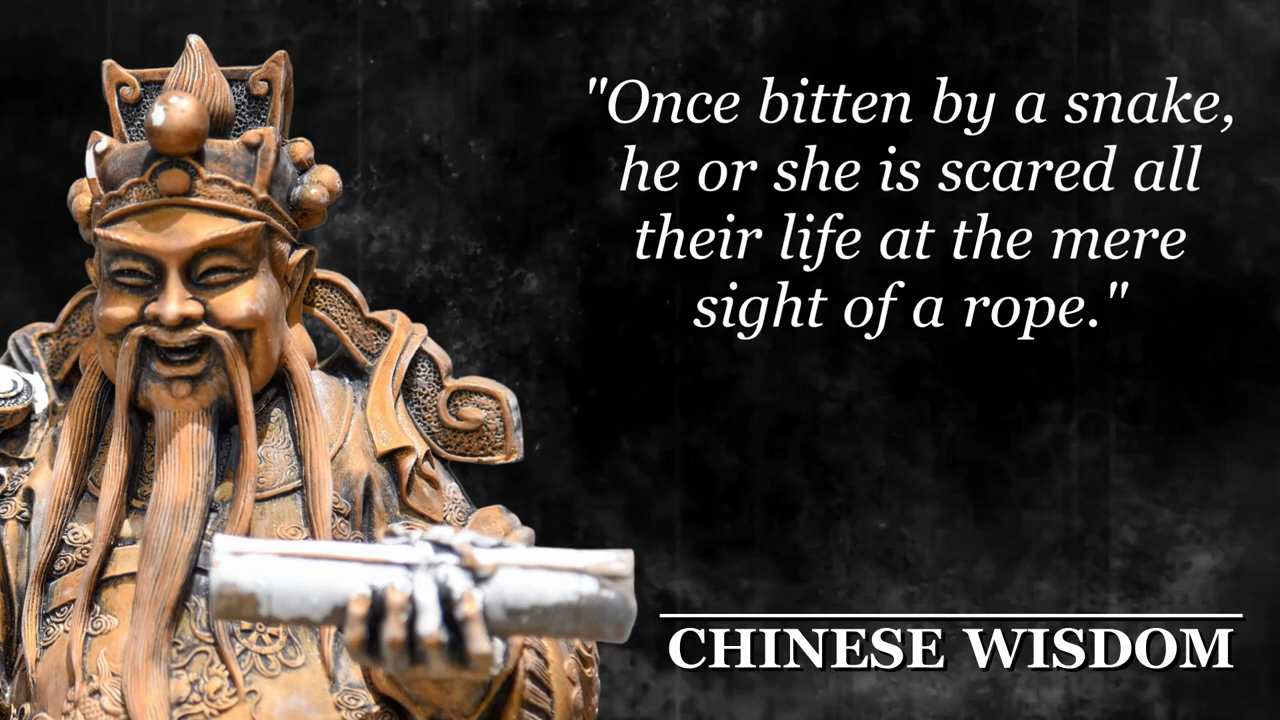 "Once bitten by a snake,
he or she is scared all
their life at the mere
sight of a rope."
CHINESE WISDOM